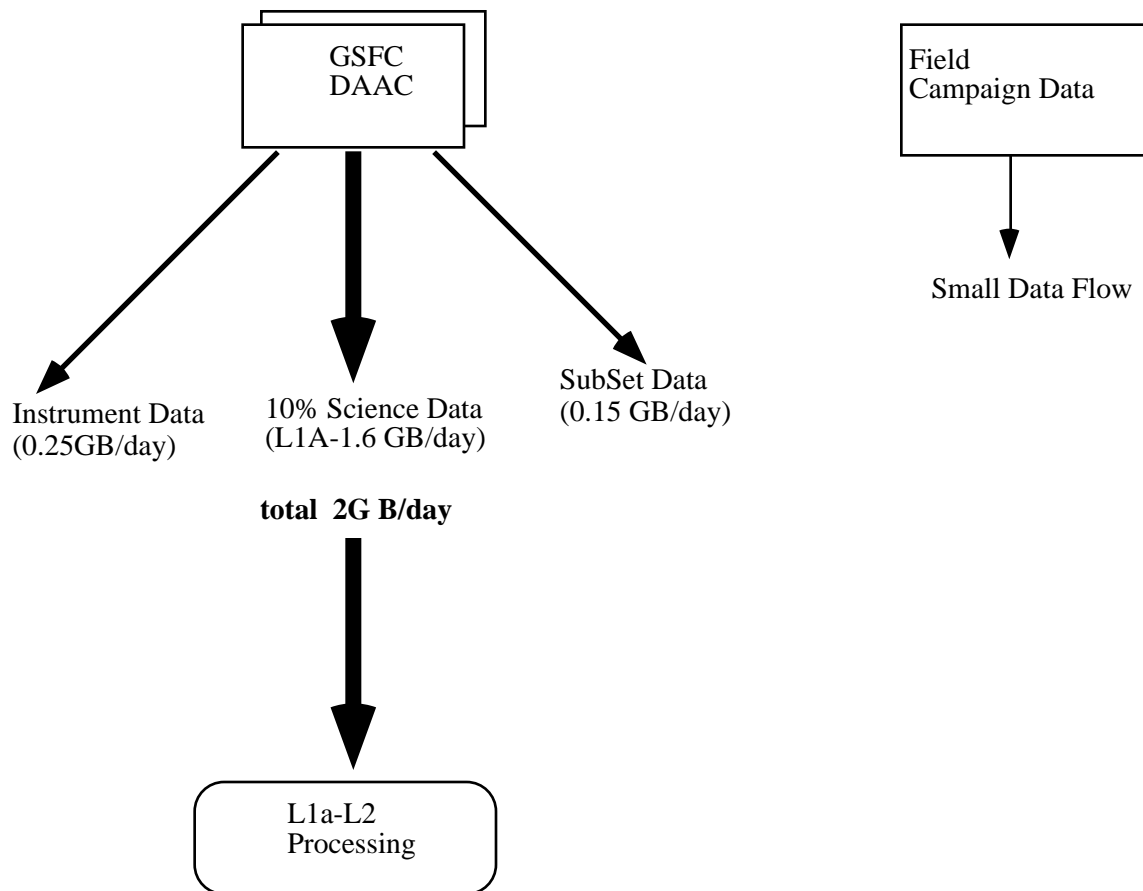 GSFC
DAAC
Field
Campaign Data
Small Data Flow
Instrument Data
(0.25GB/day)
10% Science Data
(L1A-1.6 GB/day)
SubSet Data
(0.15 GB/day)
total 2G B/day
L1a-L2
Processing